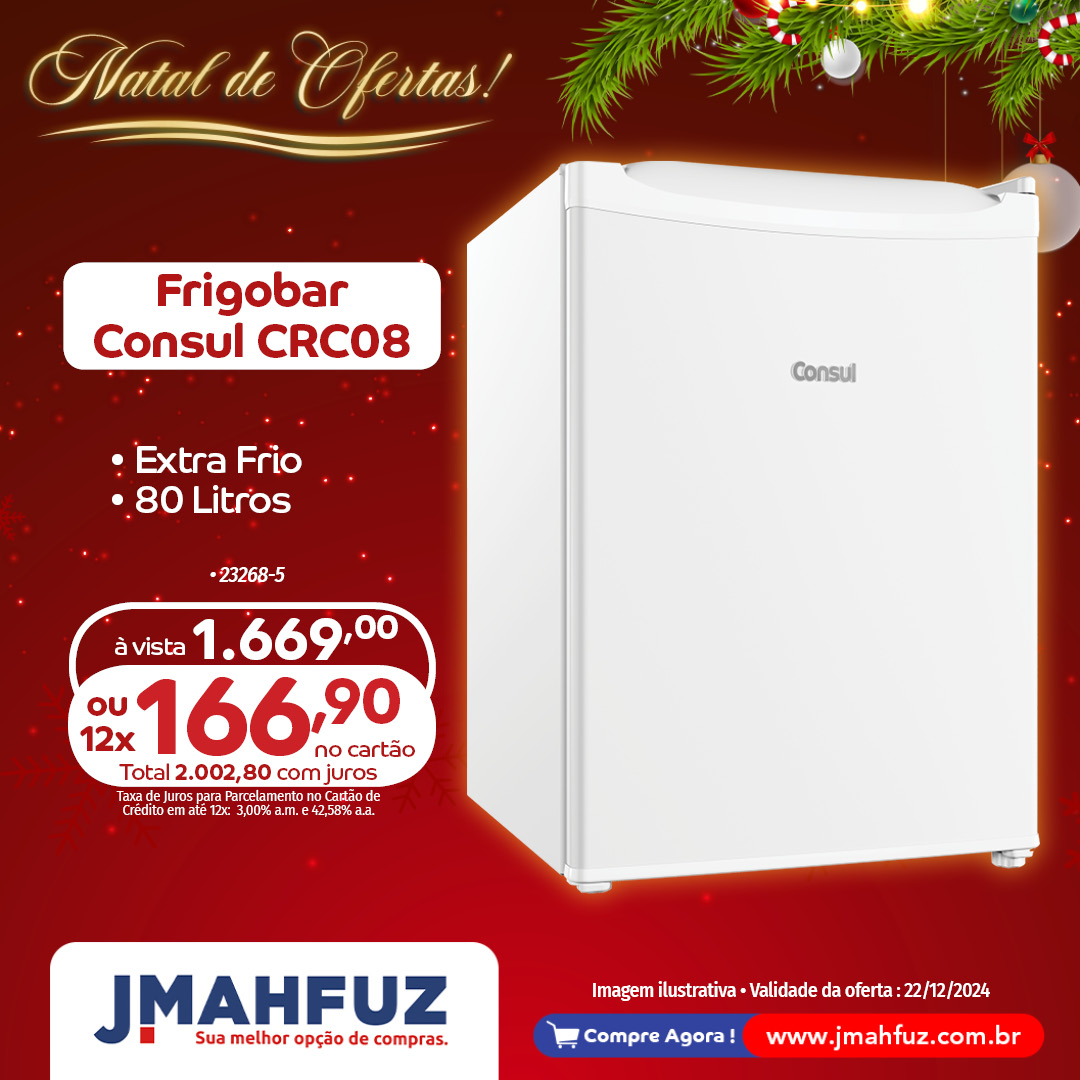 Natal de Ofertas!
Frigobar
Consul CRC08
• Extra Frio
• 80 Litros
• 23268-5
à vista 1.669,00
ou 12x 166,90 no cartão
Total 2.002,80 com juros
Taxa de Juros para Parcelamento no Cartão de
Crédito em até 12x: 3,00% a.m. e 42,58% a.a.
Consul
JMAHFUZ
Sua melhor opção de compras.
Imagem ilustrativa • Validade da oferta : 22/12/2024
Compre Agora ! www.jmahfuz.com.br